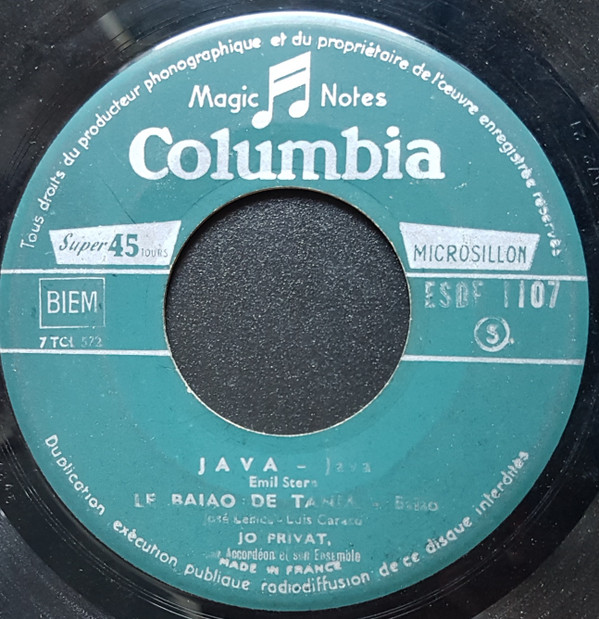 Tous droits du producteur phonographique et du propriétaire de l'œuvre enregistrée réservés
Magic Notes
Columbia
Super 45 TOURS
MICROSILLON
BIEM
ESDF 1107
7 TCL 572
S
JAVA - Java
Emil Stern
LE BAIAO DE TANIA - Baiao
Luis
JO PRIVAT,
Accordéon et son Ensemble
MADE IN FRANCE
Duplication exécution publique radiodiffusion de ce disque interdites